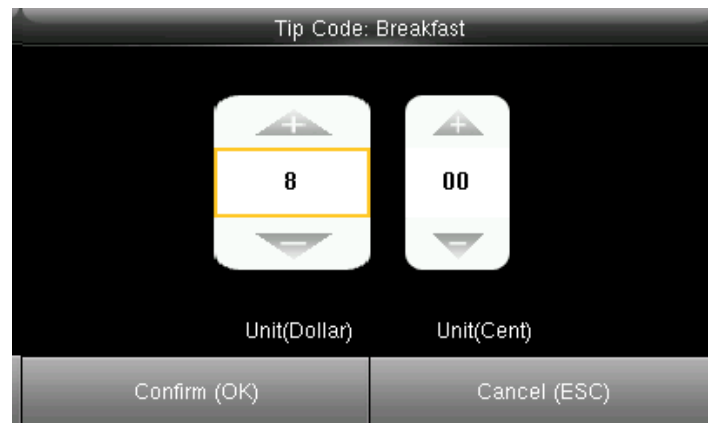 Tip Code: Breakfast
+ +
8 00
- -
Unit(Dollar) Unit(Cent)
Confirm (OK) Cancel (ESC)